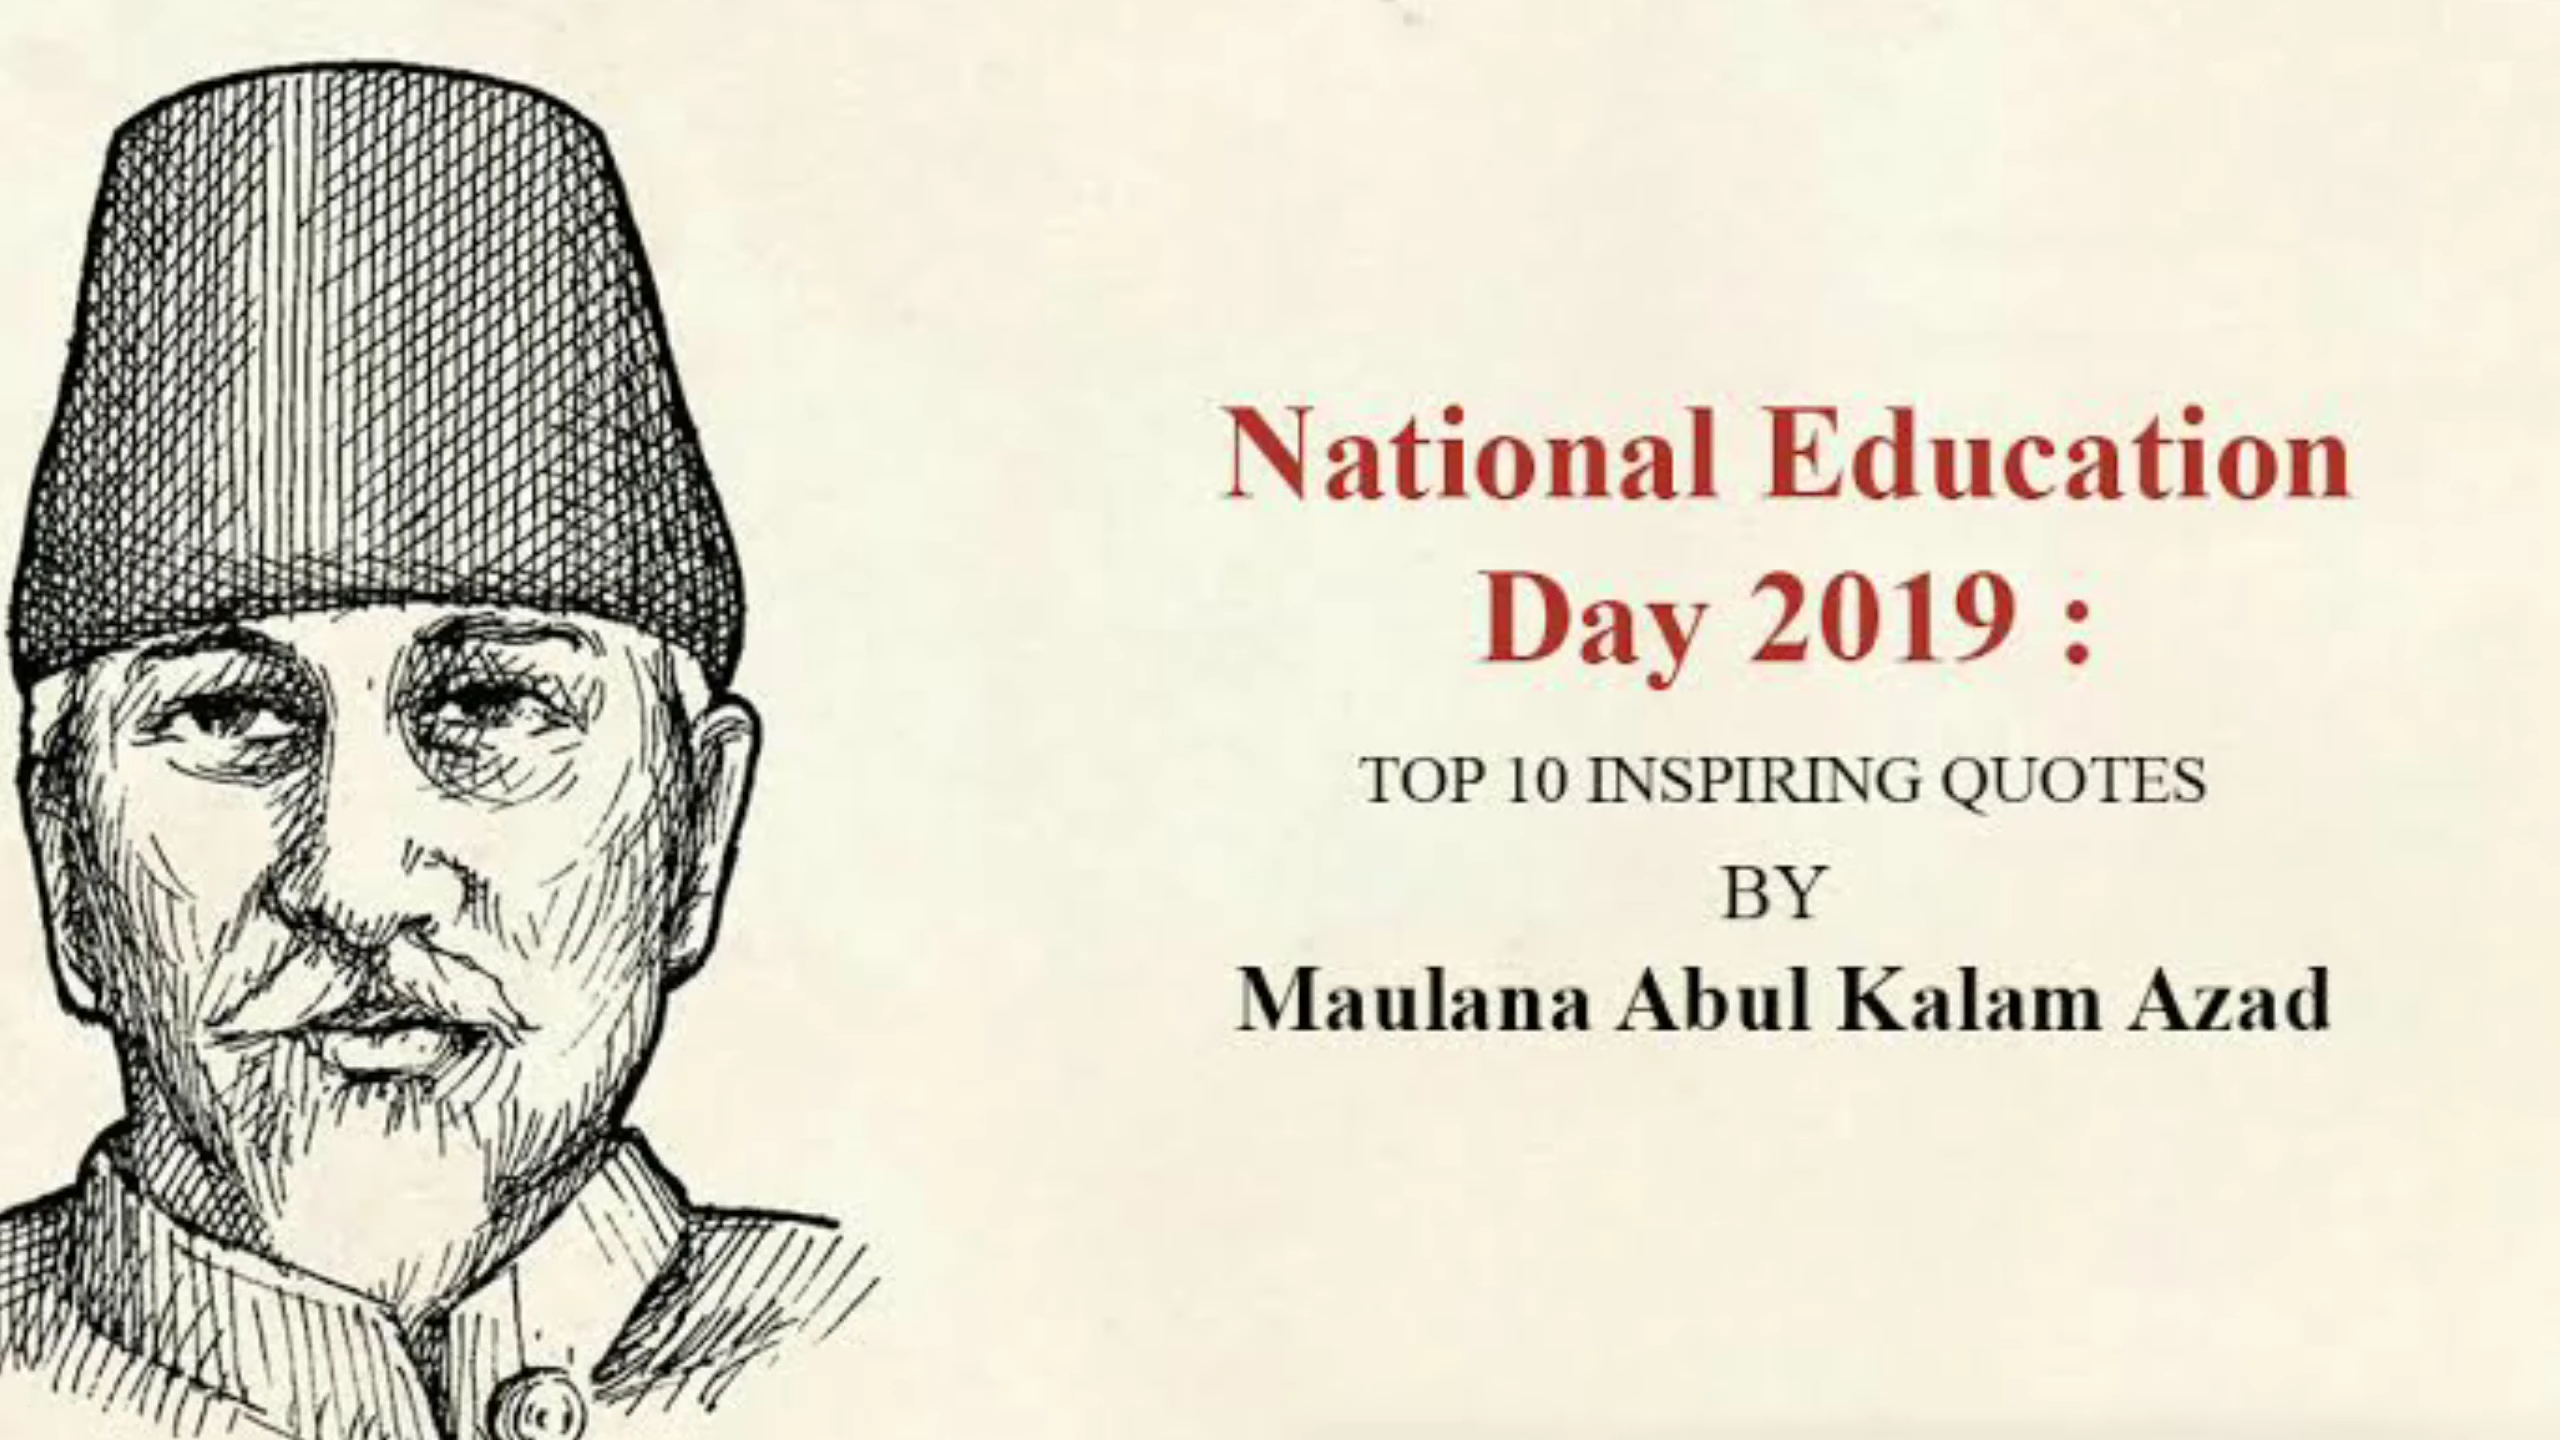 National Education
Day 2019 :
TOP 10 INSPIRING QUOTES
BY
Maulana Abul Kalam Azad